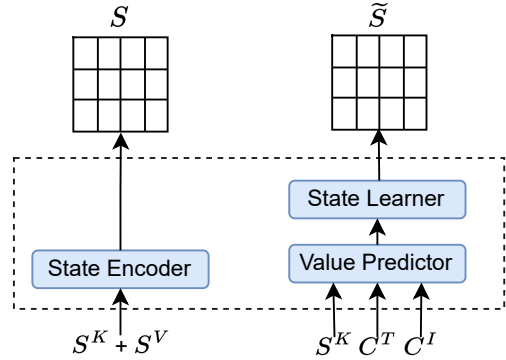 S
S̃
State Learner
State Encoder
Value Predictor
S^K + S^V
S^K C^T C^I